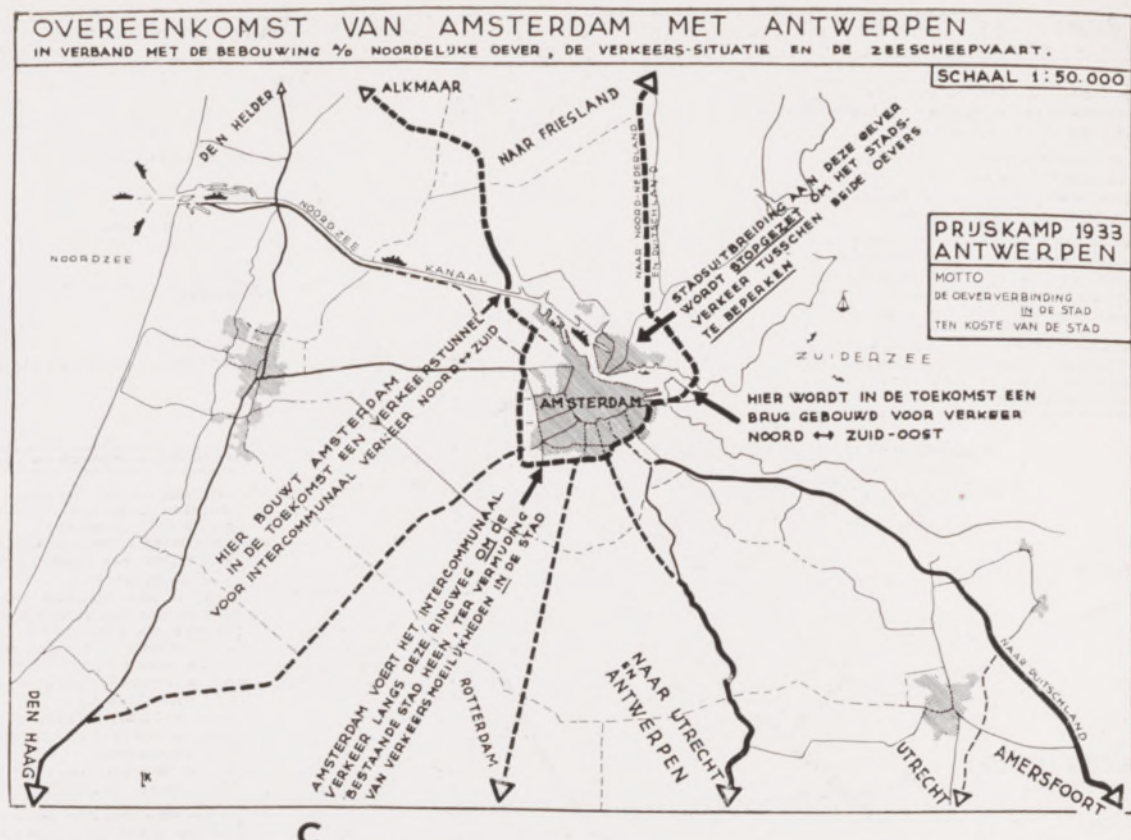 OVEREENKOMST VAN AMSTERDAM MET ANTWERPEN
IN VERBAND MET DE BEBOUWING A/D NOORDELIJKE OEVER, DE VERKEERS-SITUATIE EN DE ZEESCHEEPVAART.
SCHAAL 1:50.000
DEN HELDER
ALKMAAR
NAAR FRIESLAND
NAAR NOORD-NEDERLAND
EN DUITSCHLAND
STADSUITBREIDING AAN DEZE OEVER
WORDT STOPGEZET OM HET STADS-
VERKEER TUSSCHEN BEIDE OEVERS
TE BEPERKEN
PRIJSKAMP 1933
ANTWERPEN
MOTTO
DE OEVERVERBINDING
IN DE STAD
TEN KOSTE VAN DE STAD
NOORDZEE
NOORDZEE
KANAAL
ZUIDERZEE
AMSTERDAM
HIER WORDT IN DE TOEKOMST EEN
BRUG GEBOUWD VOOR VERKEER
NOORD ↔ ZUID-OOST
HIER BOUWT AMSTERDAM
IN DE TOEKOMST EEN VERKEERSTUNNEL
VOOR INTERCOMMUNAAL VERKEER NOORD ↔ ZUID
AMSTERDAM VOERT HET INTERCOMMUNAAL
VERKEER LANGS DEZE RINGWEG OM DE
BESTAANDE STAD HEEN, TER VERMIJDING
VAN VERKEERSMOEILIJKHEDEN IN DE STAD
DEN HAAG
ROTTERDAM
NAAR UTRECHT
EN
ANTWERPEN
UTRECHT
NAAR DUITSCHLAND
AMERSFOORT
C